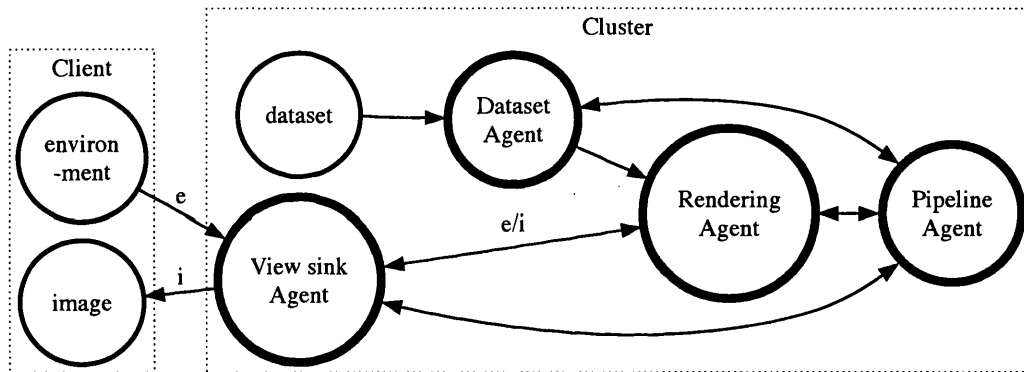 Cluster
Client
environ
-ment
dataset
Dataset
Agent
Rendering
Agent
Pipeline
Agent
e
e/i
View sink
Agent
i
image